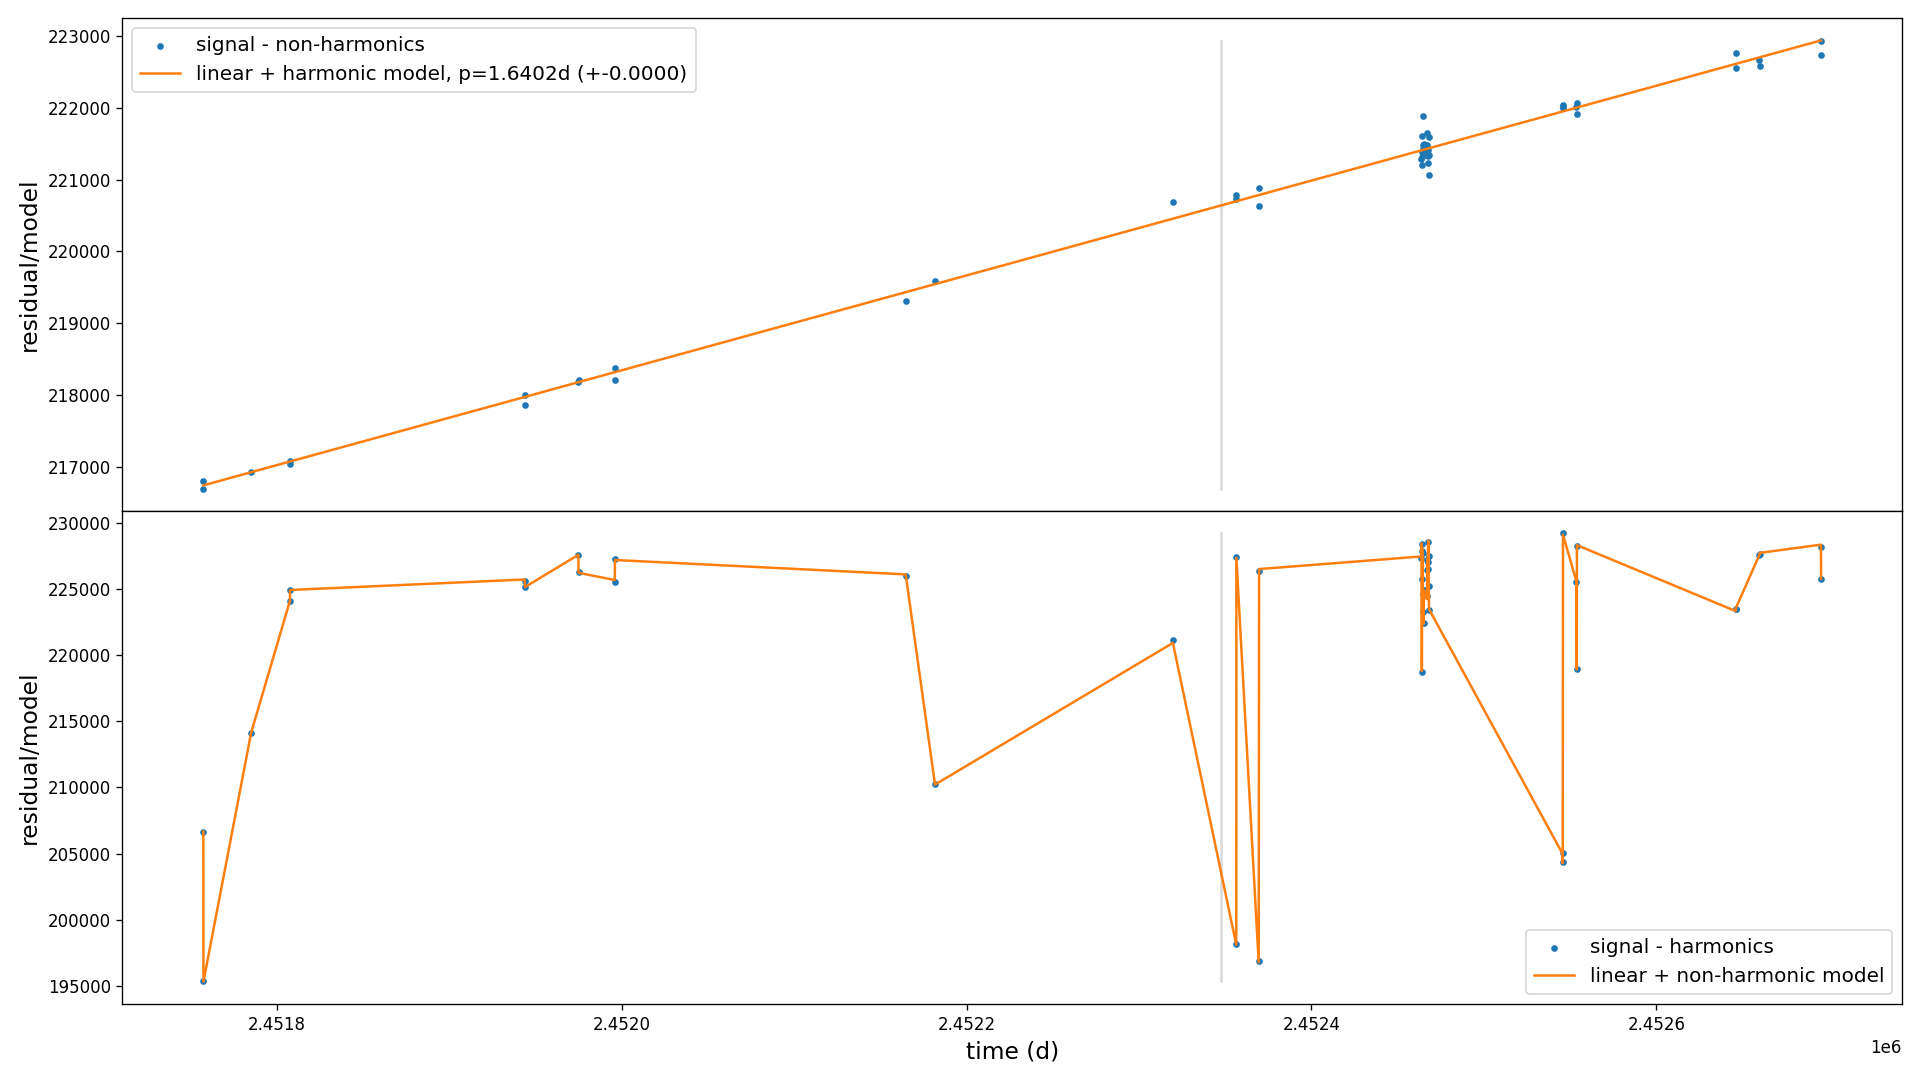 223000
222000
221000
220000
219000
218000
217000
residual/model
signal - non-harmonics
linear + harmonic model, p=1.6402d (+-0.0000)
230000
225000
220000
215000
210000
205000
200000
195000
residual/model
signal - harmonics
linear + non-harmonic model
2.4518 2.4520 2.4522 2.4524 2.4526
1e6
time (d)